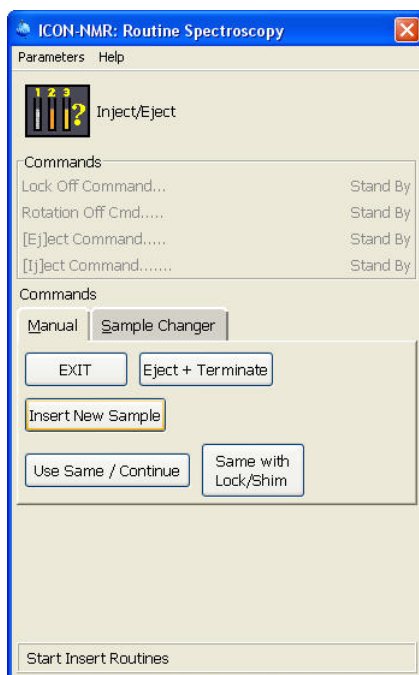 ICON-NMR: Routine Spectroscopy
Parameters Help
1 2 3 ?
Inject/Eject
Commands
Lock Off Command... Stand By
Rotation Off Cmd..... Stand By
[Ej]ect Command..... Stand By
[Ij]ect Command....... Stand By
Commands
Manual Sample Changer
EXIT Eject + Terminate
Insert New Sample
Use Same / Continue
Same with
Lock/Shim
Start Insert Routines